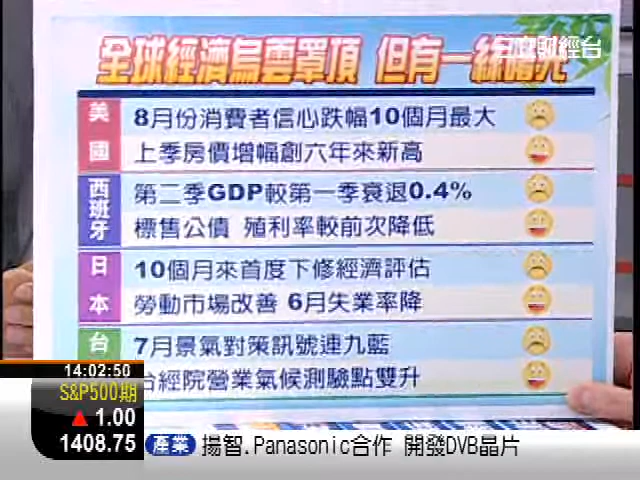 全球經濟烏雲罩頂 但有一絲曙光
三立財經台
美國
8月份消費者信心跌幅10個月最大
上季房價增幅創六年來新高
西班牙
第二季GDP較第一季衰退0.4%
標售公債 殖利率較前次降低
日本
10個月來首度下修經濟評估
勞動市場改善 6月失業率降
台
7月景氣對策訊號連九藍
台經院營業氣候測驗點雙升
14:02:50
S&P500期
▲ 1.00
1408.75
產業 揚智.Panasonic合作 開發DVB晶片